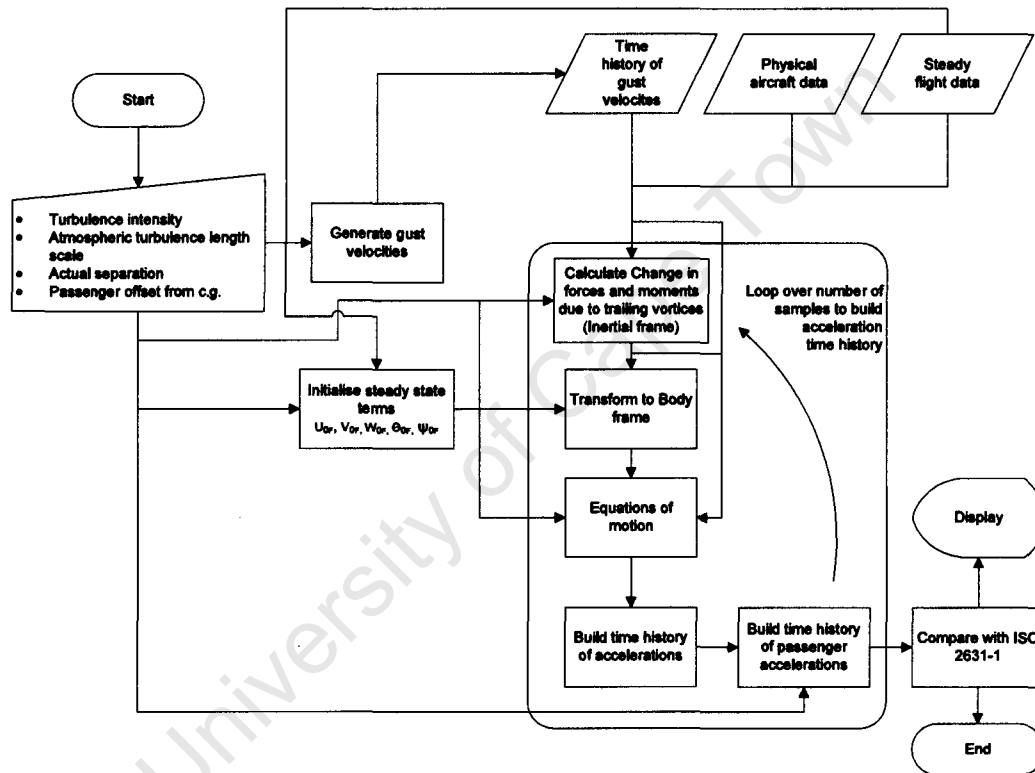 Start
Time
history of
gust
velocites
Physical
aircraft data
Steady
flight data
• Turbulence intensity
• Atmospheric turbulence length
scale
• Actual separation
• Passenger offset from c.g.
Generate gust
velocities
Calculate Change in
forces and moments
due to trailing vortices
(Inertial frame)
Loop over number of
samples to build
acceleration
time history
Initialise steady state
terms
U₀F, V₀F, W₀F, Θ₀F, Ψ₀F
Transform to Body
frame
Equations of
motion
Display
Build time history
of accelerations
Build time history
of passenger
accelerations
Compare with ISO
2631-1
End
University of Cape Town